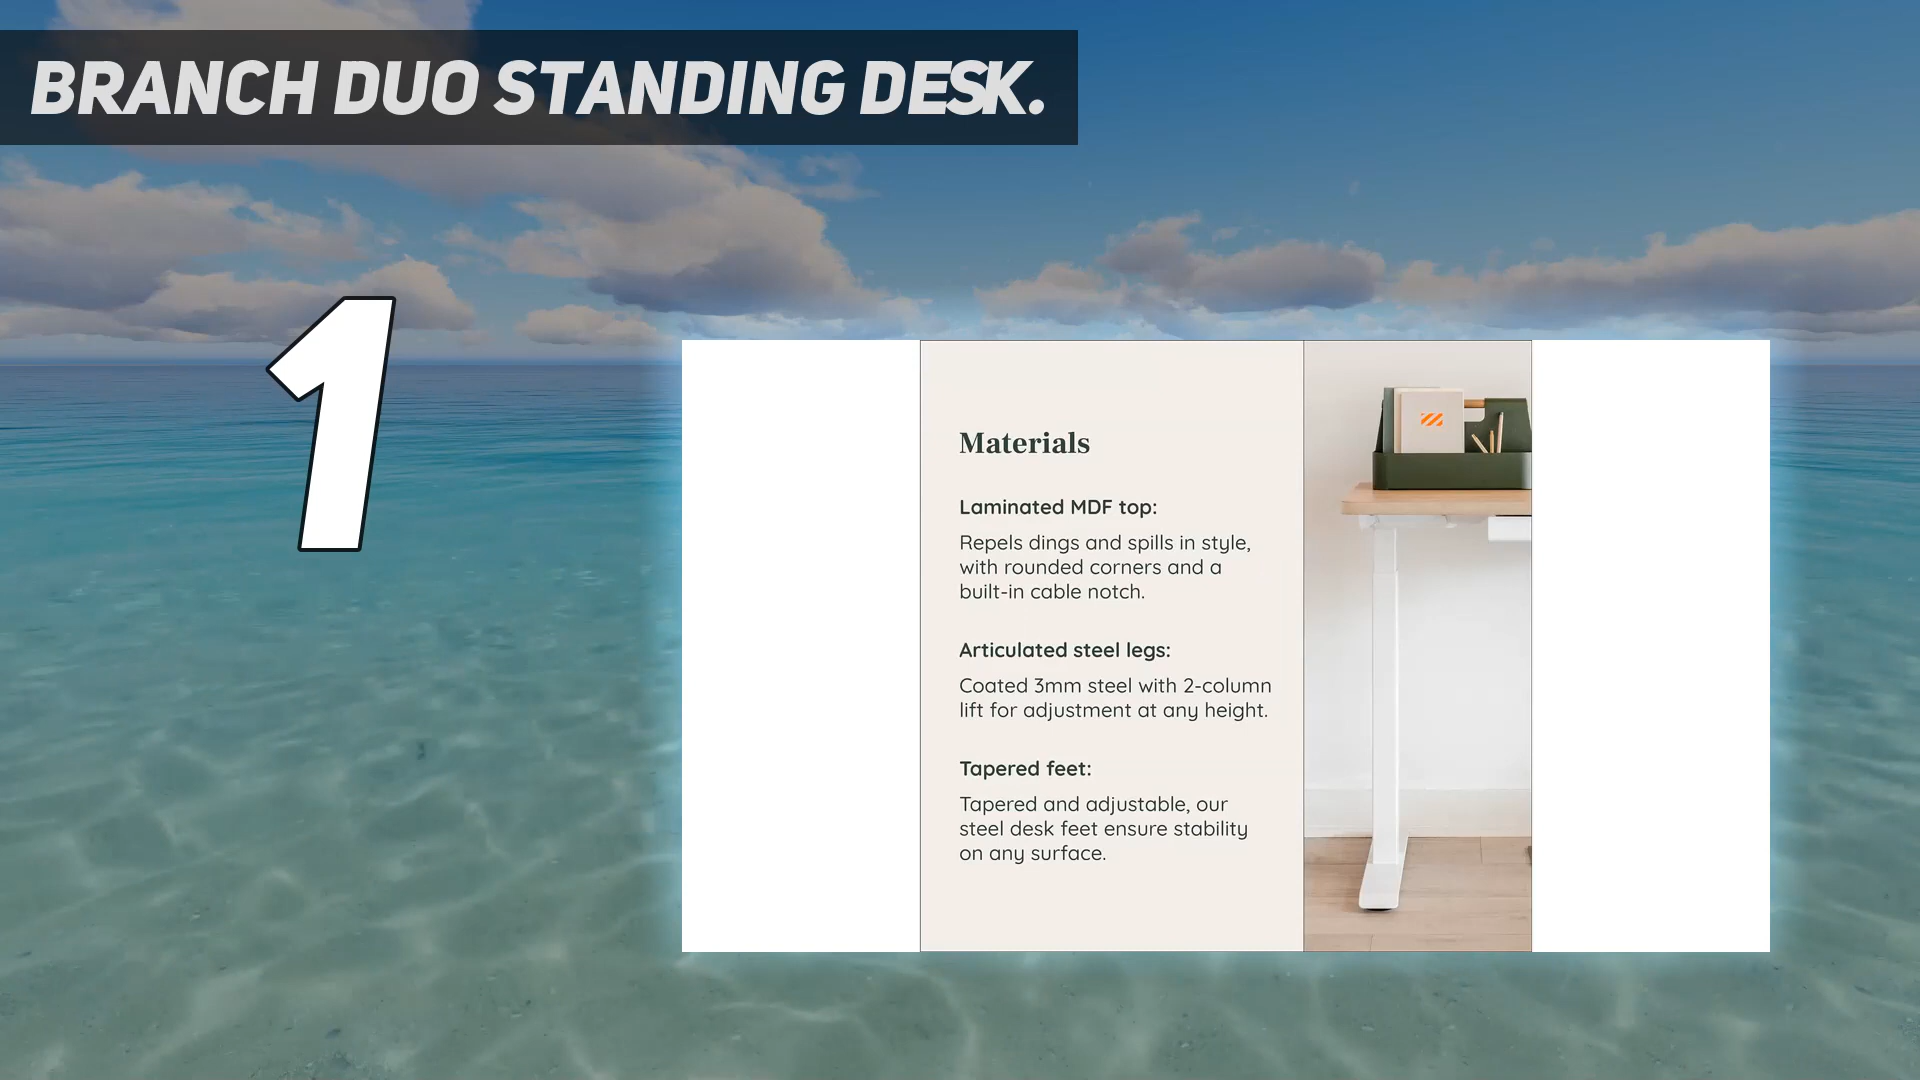 BRANCH DUO STANDING DESK.
1
Materials
Laminated MDF top:
Repels dings and spills in style,
with rounded corners and a
built-in cable notch.
Articulated steel legs:
Coated 3mm steel with 2-column
lift for adjustment at any height.
Tapered feet:
Tapered and adjustable, our
steel desk feet ensure stability
on any surface.